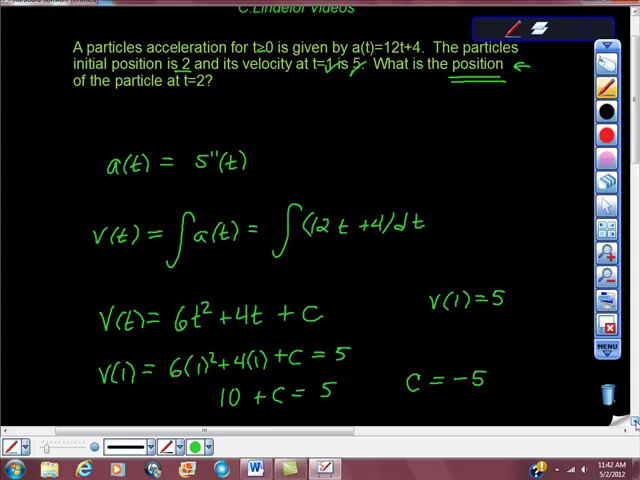 C.Lindelof Videos
A particles acceleration for t≥0 is given by a(t)=12t+4. The particles
initial position is 2 and its velocity at t=1 is 5. What is the position
of the particle at t=2?
a(t) = s''(t)
v(t) = ∫ a(t) = ∫ (12t + 4)dt
v(1) = 5
V(t) = 6t² + 4t + C
v(1) = 6(1)² + 4(1) + C = 5
10 + C = 5
C = -5
MENU
11:42 AM
5/2/2012